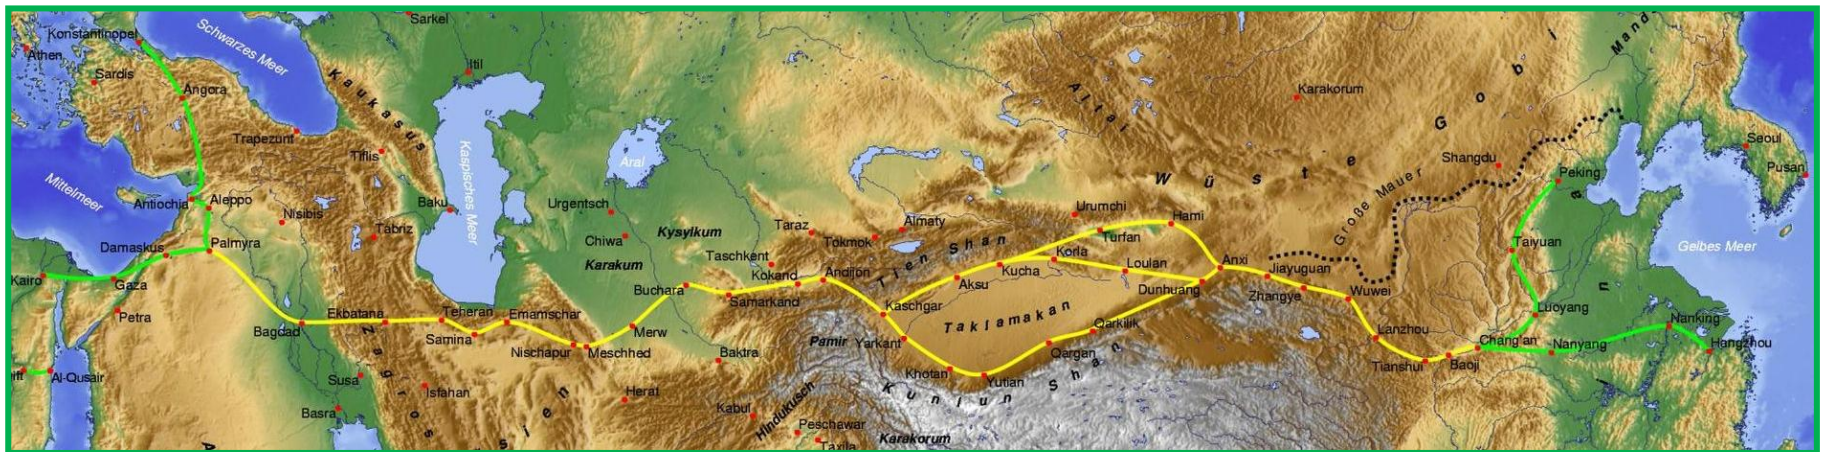 Sarkel
Konstantinopel
Athen
Schwarzes Meer
Sardis
Itil
Angora
Kaukasus
Trapezunt
Tiflis
Kaspisches Meer
Aral
Altai
Karakorum
Wüste Gobi
Große Mauer
Shangdu
Peking
Seoul
Pusan
Mittelmeer
Antiochia
Aleppo
Nisibis
Baku
Tabriz
Urgentsch
Chiwa
Kysylkum
Karakum
Taschkent
Taraz
Tokmok
Almaty
Urumchi
Hami
Turfan
Tien Shan
Damaskus
Palmyra
Kairo
Gaza
Petra
Kokand
Andijon
Aksu
Kucha
Korla
Loulan
Anxi
Dunhuang
Jiayuguan
Zhangye
Wuwei
Taiyuan
Gelbes Meer
Buchara
Samarkand
Kaschgar
Taklamakan
Bagdad
Ekbatana
Teheran
Samina
Emamschar
Nischapur
Meschhed
Merw
Pamir
Yarkant
Khotan
Yutian
Qargan
Qarkilik
Kunlun Shan
Lanzhou
Tianshui
Baoji
Chang'an
Luoyang
Nanyang
Nanking
Hangzhou
Al-Qusair
Susa
Basra
Zagros
Isfahan
Herat
Baktra
Kabul
Hindukusch
Peschawar
Taxila
Karakorum